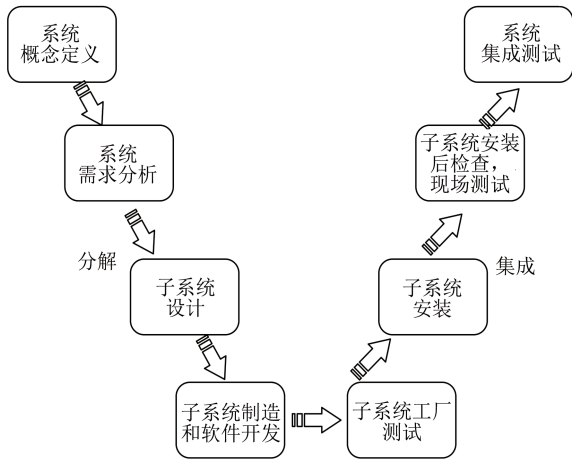 系统
概念定义
系统
需求分析
分解
子系统
设计
子系统制造
和软件开发
子系统工厂
测试
子系统
安装
集成
子系统安装
后检查，
现场测试
系统
集成测试